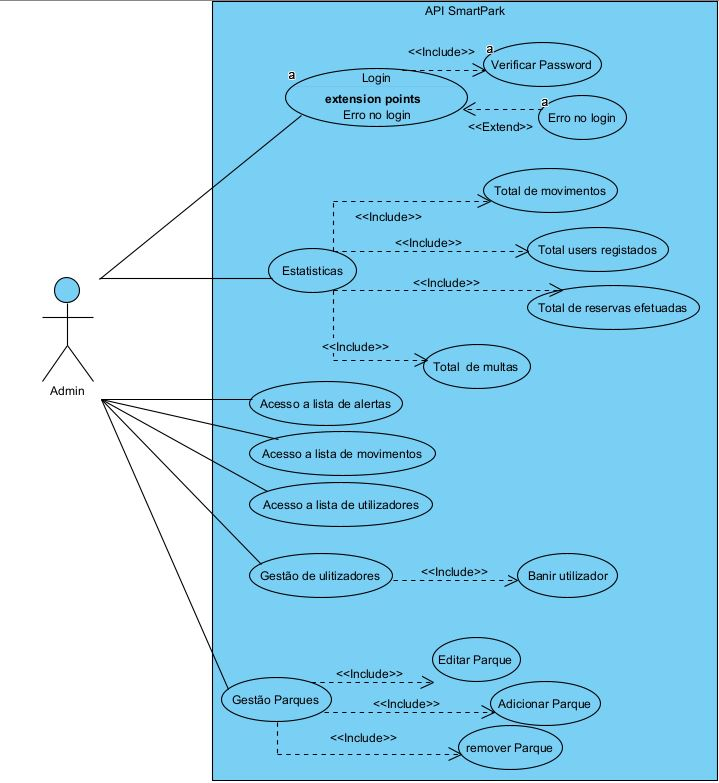 API SmartPark
<<Include>>
a
Verificar Password
a
Login
extension points
Erro no login
a
Erro no login
<<Extend>>
Total de movimentos
<<Include>>
<<Include>>
Total users registados
Estatisticas
<<Include>>
Total de reservas efetuadas
<<Include>>
Total de multas
Admin
Acesso a lista de alertas
Acesso a lista de movimentos
Acesso a lista de utilizadores
<<Include>>
Gestão de ulitizadores
Banir utilizador
Editar Parque
<<Include>>
Gestão Parques
<<Include>>
Adicionar Parque
<<Include>>
remover Parque